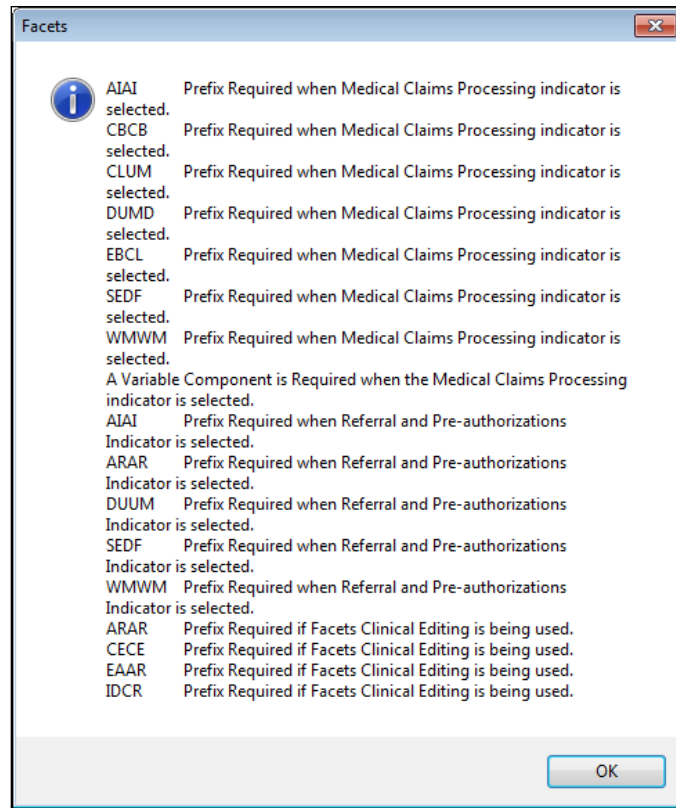 Facets
AIAI Prefix Required when Medical Claims Processing indicator is
selected.
CBCB Prefix Required when Medical Claims Processing indicator is
selected.
CLUM Prefix Required when Medical Claims Processing indicator is
selected.
DUMD Prefix Required when Medical Claims Processing indicator is
selected.
EBCL Prefix Required when Medical Claims Processing indicator is
selected.
SEDF Prefix Required when Medical Claims Processing indicator is
selected.
WMWM Prefix Required when Medical Claims Processing indicator is
selected.
A Variable Component is Required when the Medical Claims Processing
indicator is selected.
AIAI Prefix Required when Referral and Pre-authorizations
Indicator is selected.
ARAR Prefix Required when Referral and Pre-authorizations
Indicator is selected.
DUUM Prefix Required when Referral and Pre-authorizations
Indicator is selected.
SEDF Prefix Required when Referral and Pre-authorizations
Indicator is selected.
WMWM Prefix Required when Referral and Pre-authorizations
Indicator is selected.
ARAR Prefix Required if Facets Clinical Editing is being used.
CECE Prefix Required if Facets Clinical Editing is being used.
EAAR Prefix Required if Facets Clinical Editing is being used.
IDCR Prefix Required if Facets Clinical Editing is being used.
OK